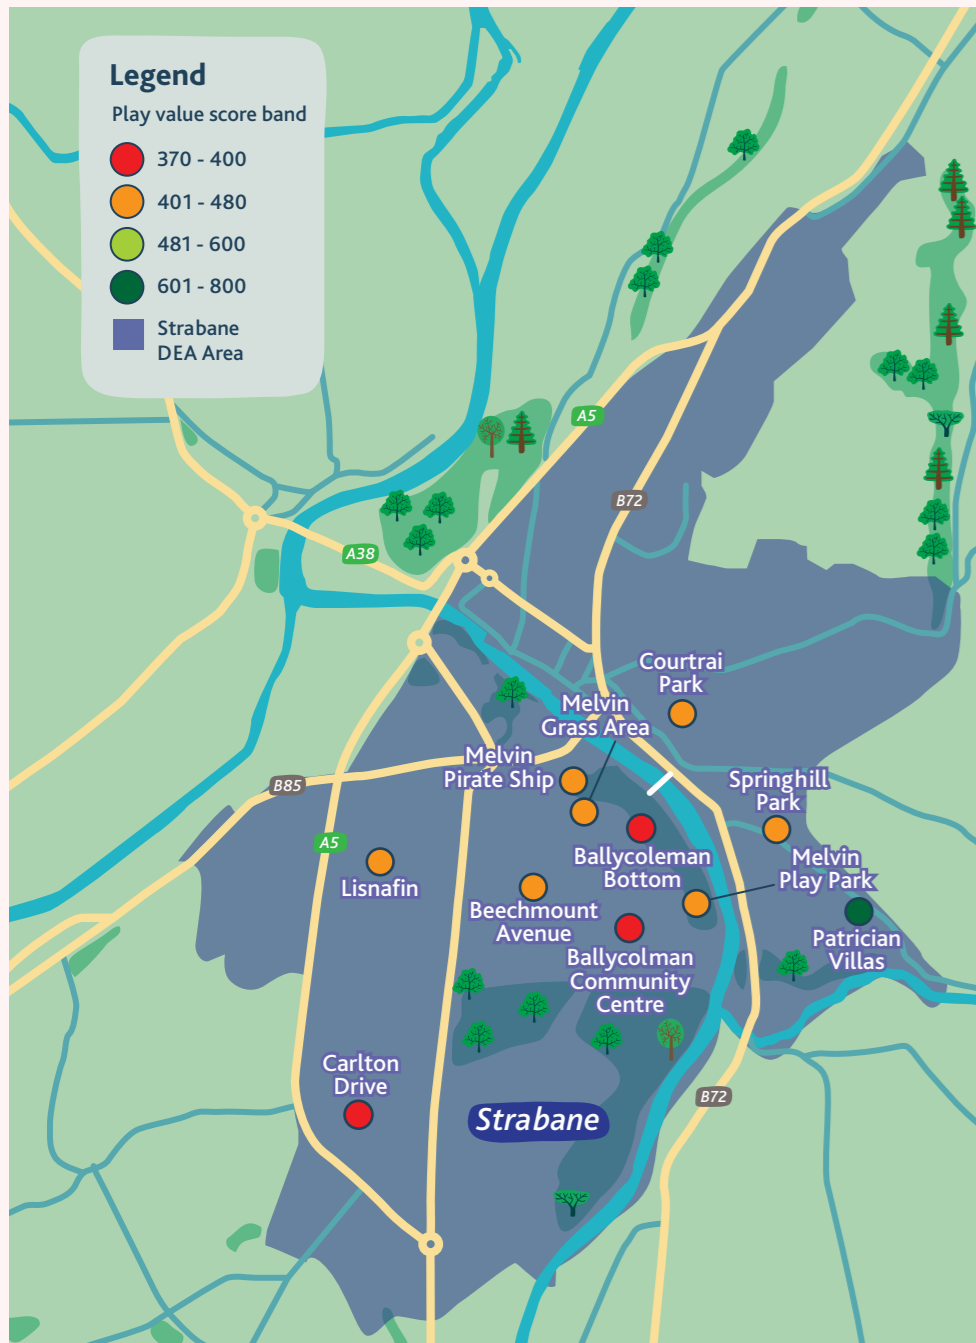 Legend
Play value score band
370 - 400
401 - 480
481 - 600
601 - 800
Strabane
DEA Area
A5
B72
A38
Courtrai
Park
Melvin
Grass Area
Melvin
Pirate Ship
Springhill
Park
B85
A5
Lisnafin
Ballycoleman
Bottom
Melvin
Play Park
Beechmount
Avenue
Patrician
Villas
Ballycolman
Community
Centre
Carlton
Drive
B72
Strabane